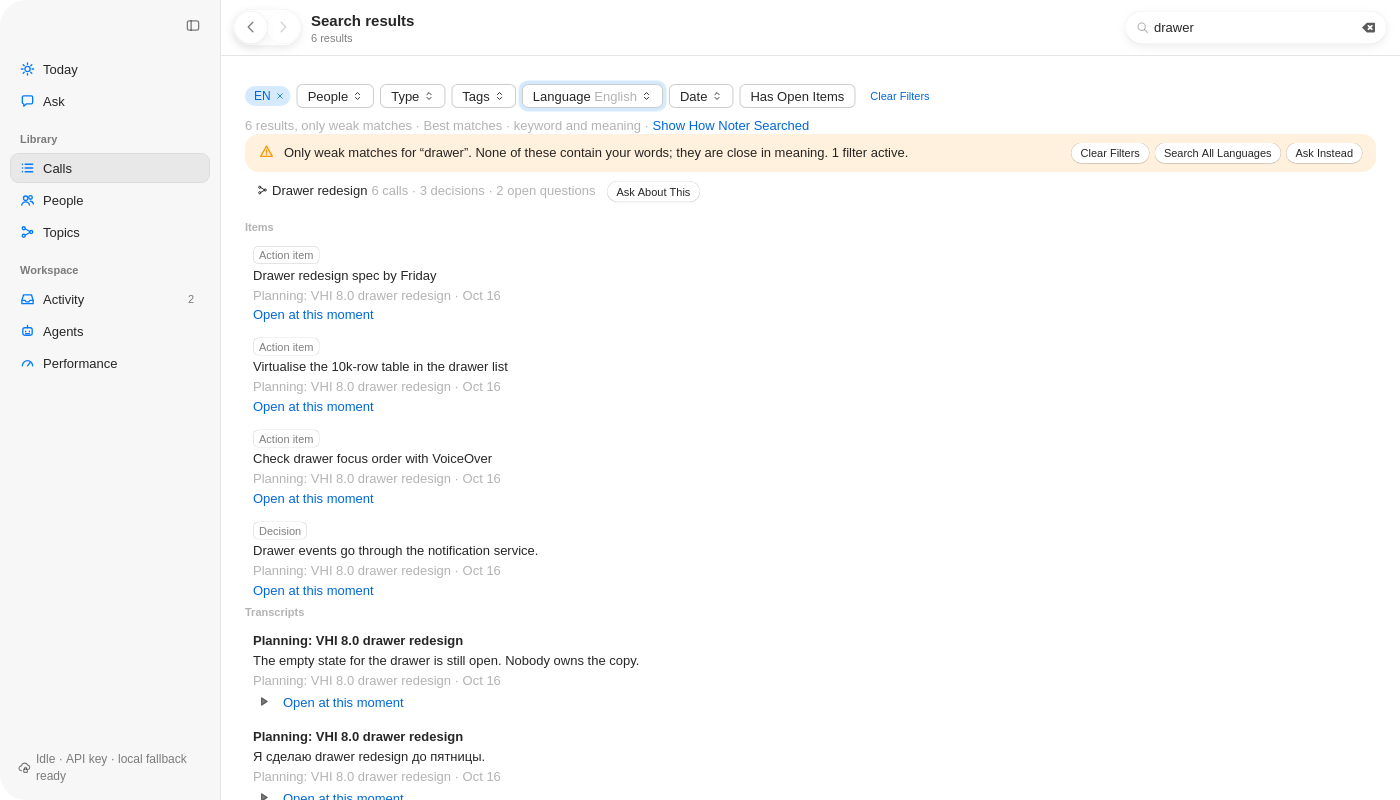 Search results
6 results
drawer
Today
Ask
Library
Calls
People
Topics
Workspace
Activity 2
Agents
Performance
Idle · API key · local fallback
ready
EN × People Type Tags Language English Date Has Open Items Clear Filters
6 results, only weak matches · Best matches · keyword and meaning · Show How Noter Searched
Only weak matches for “drawer”. None of these contain your words; they are close in meaning. 1 filter active. Clear Filters Search All Languages Ask Instead
Drawer redesign 6 calls · 3 decisions · 2 open questions Ask About This
Items
Action item
Drawer redesign spec by Friday
Planning: VHI 8.0 drawer redesign · Oct 16
Open at this moment
Action item
Virtualise the 10k-row table in the drawer list
Planning: VHI 8.0 drawer redesign · Oct 16
Open at this moment
Action item
Check drawer focus order with VoiceOver
Planning: VHI 8.0 drawer redesign · Oct 16
Open at this moment
Decision
Drawer events go through the notification service.
Planning: VHI 8.0 drawer redesign · Oct 16
Open at this moment
Transcripts
Planning: VHI 8.0 drawer redesign
The empty state for the drawer is still open. Nobody owns the copy.
Planning: VHI 8.0 drawer redesign · Oct 16
Open at this moment
Planning: VHI 8.0 drawer redesign
Я сделаю drawer redesign до пятницы.
Planning: VHI 8.0 drawer redesign · Oct 16
Open at this moment